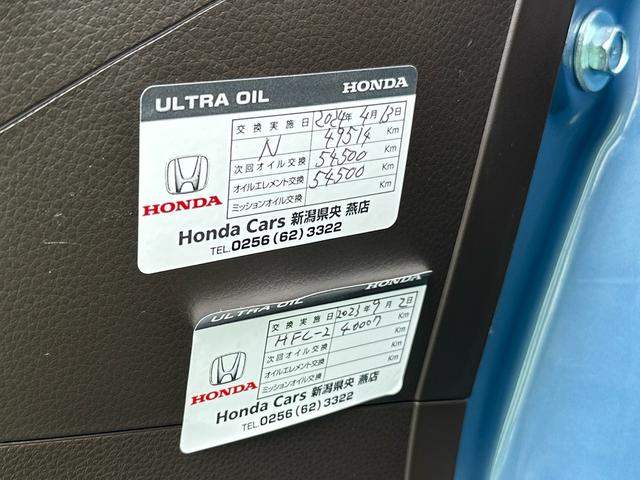 ULTRA OIL HONDA
交換実施日 2024年4月13日
N 49514 Km
次回オイル交換 54500 Km
オイルエレメント交換 54500 Km
ミッションオイル交換 Km
HONDA
Honda Cars 新潟県央 燕店
TEL.0256(62)3322
ULTRA OIL HONDA
交換実施日 2023年9月2日
HFC-2 40007 Km
次回オイル交換 Km
オイルエレメント交換 Km
ミッションオイル交換 Km
HONDA
Honda Cars 新潟県央 燕店
TEL.0256(62)3322